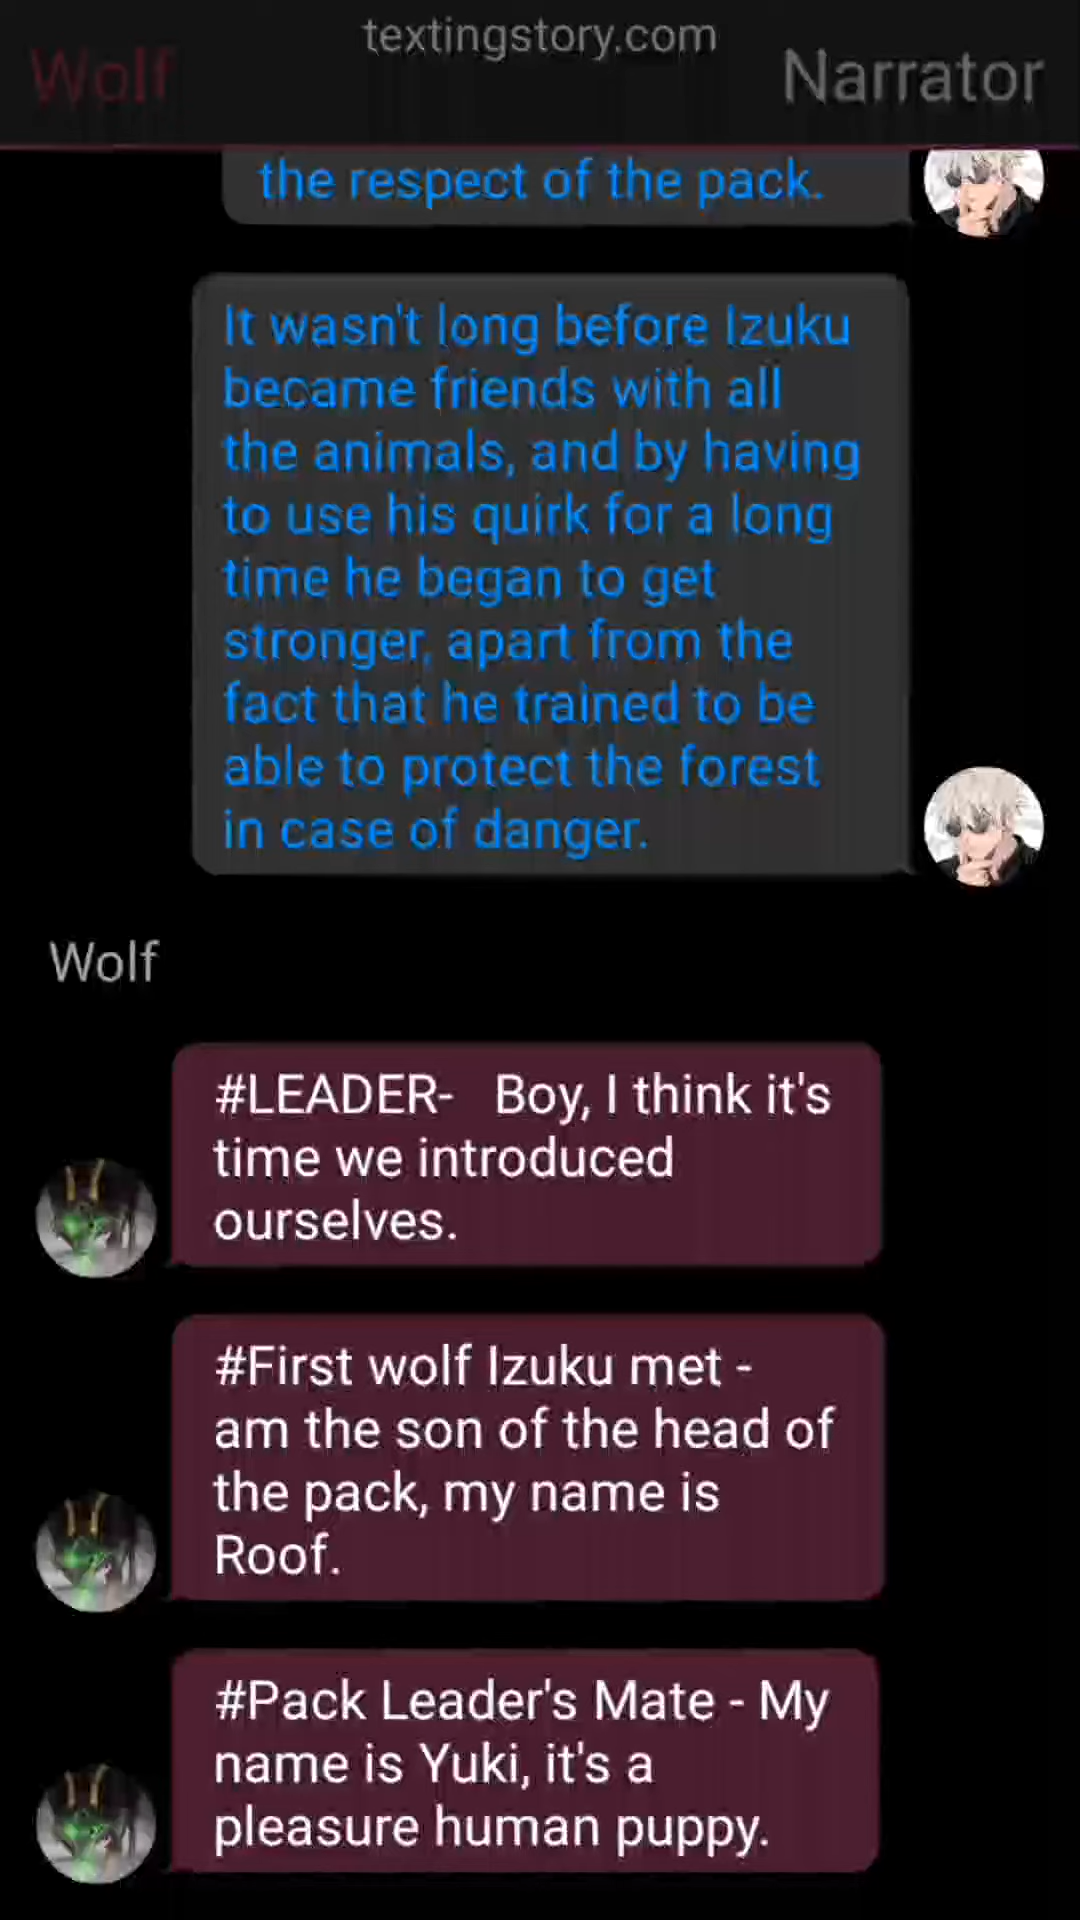 textingstory.com
Wolf
Narrator
the respect of the pack.
It wasn't long before Izuku
became friends with all
the animals, and by having
to use his quirk for a long
time he began to get
stronger, apart from the
fact that he trained to be
able to protect the forest
in case of danger.
Wolf
#LEADER-   Boy, I think it's
time we introduced
ourselves.
#First wolf Izuku met -
am the son of the head of
the pack, my name is
Roof.
#Pack Leader's Mate - My
name is Yuki, it's a
pleasure human puppy.